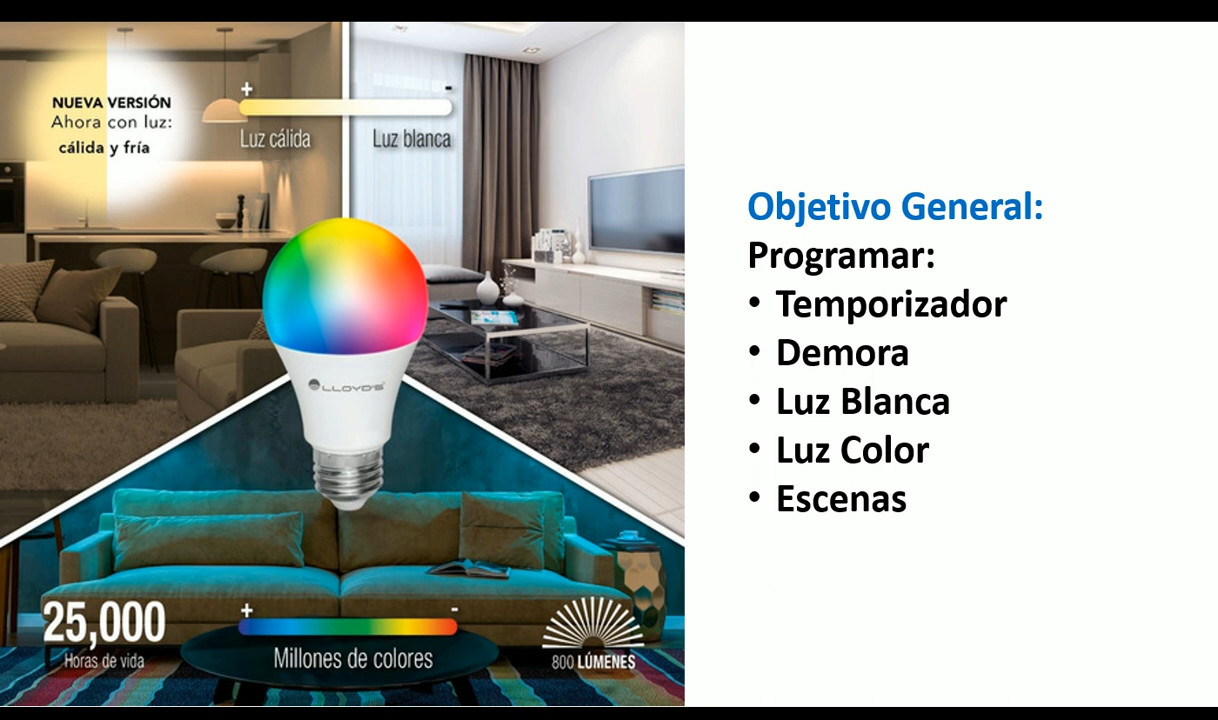 NUEVA VERSIÓN
Ahora con luz:
cálida y fría
+ -
Luz cálida Luz blanca
LLOYD'S
25,000
Horas de vida
+ -
Millones de colores
800 LÚMENES
Objetivo General:
Programar:
• Temporizador
• Demora
• Luz Blanca
• Luz Color
• Escenas